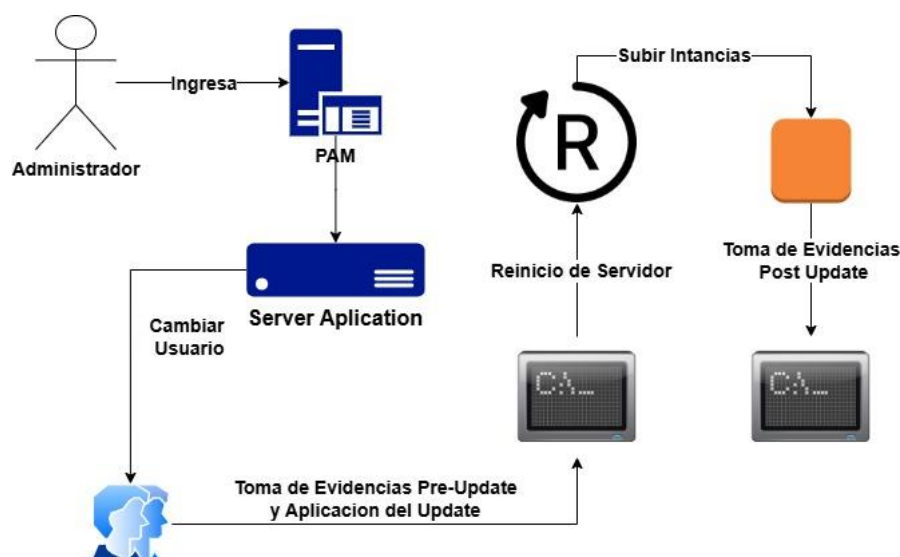 Administrador
Ingresa
PAM
Server Aplication
Cambiar
Usuario
Toma de Evidencias Pre-Update
y Aplicacion del Update
C:\_
Reinicio de Servidor
R
Subir Intancias
Toma de Evidencias
Post Update
C:\_